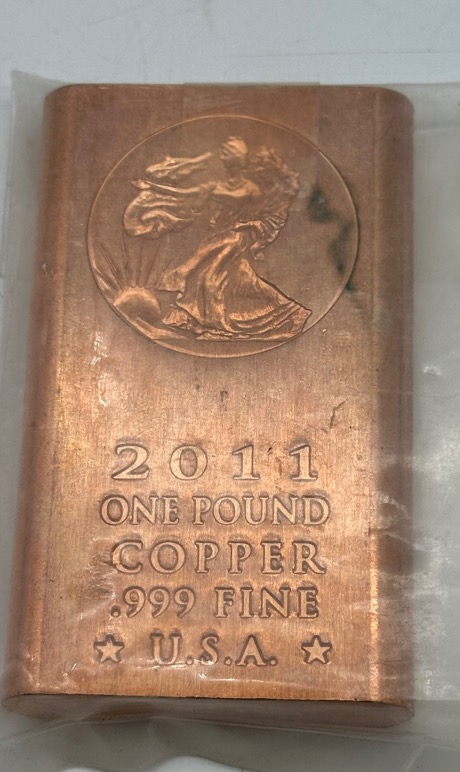 2011
ONE POUND
COPPER
.999 FINE
★ U.S.A. ★